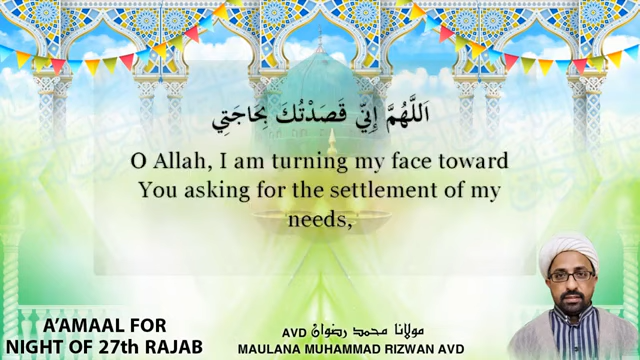 اَللَّهُمَّ إِنِّي قَصَدْتُكَ بِحَاجَتِي
O Allah, I am turning my face toward
You asking for the settlement of my
needs,
A'AMAAL FOR
NIGHT OF 27th RAJAB
مولانا محمد رضوان AVD
MAULANA MUHAMMAD RIZWAN AVD